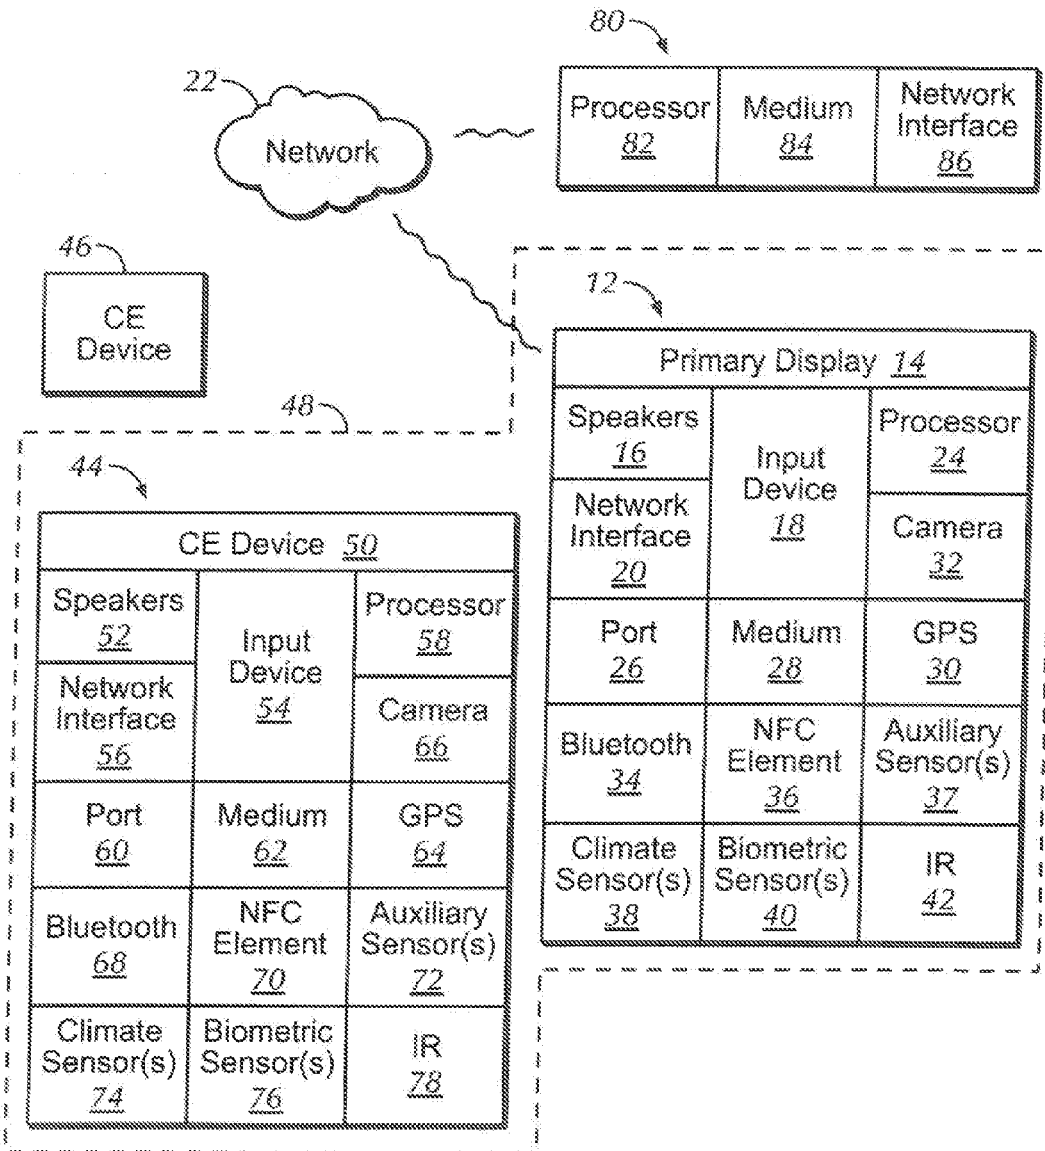 80
22
Network
Processor
82
Medium
84
Network
Interface
86
46
CE
Device
12
Primary Display 14
Speakers
16
Input
Device
18
Processor
24
Network
Interface
20
Camera
32
Port
26
Medium
28
GPS
30
Bluetooth
34
NFC
Element
36
Auxiliary
Sensor(s)
37
Climate
Sensor(s)
38
Biometric
Sensor(s)
40
IR
42
48
44
CE Device 50
Speakers
52
Input
Device
54
Processor
58
Network
Interface
56
Camera
66
Port
60
Medium
62
GPS
64
Bluetooth
68
NFC
Element
70
Auxiliary
Sensor(s)
72
Climate
Sensor(s)
74
Biometric
Sensor(s)
76
IR
78